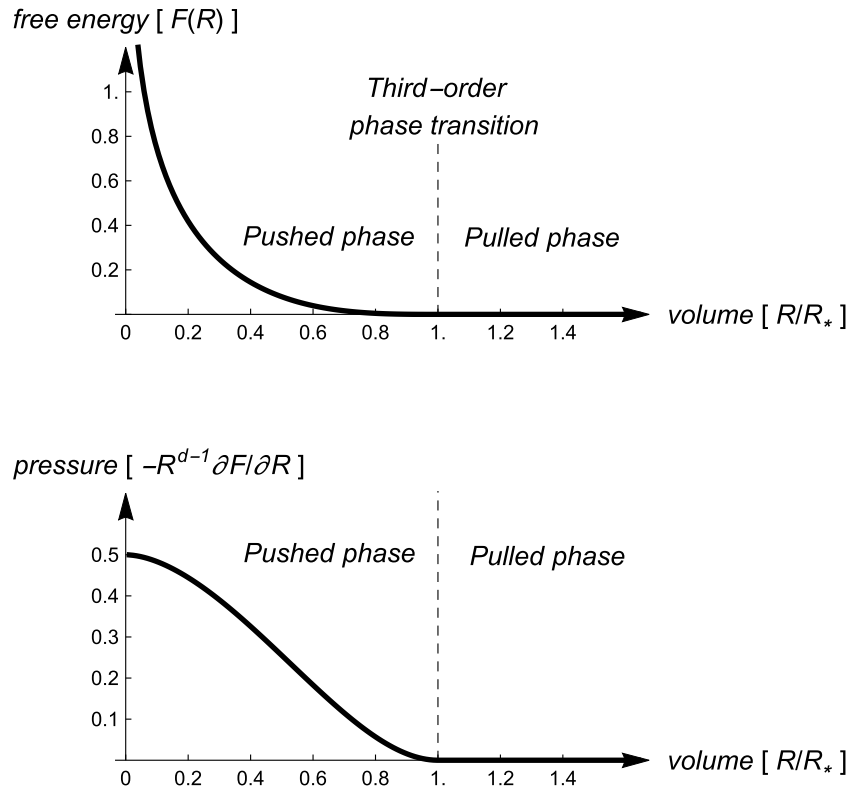 free energy [ F(R) ]
1.
0.8
0.6
0.4
0.2
Third–order
phase transition
Pushed phase
Pulled phase
0 0.2 0.4 0.6 0.8 1. 1.2 1.4
volume [ R/R* ]
pressure [ –R^{d–1} ∂F/∂R ]
0.5
0.4
0.3
0.2
0.1
Pushed phase
Pulled phase
0 0.2 0.4 0.6 0.8 1. 1.2 1.4
volume [ R/R* ]